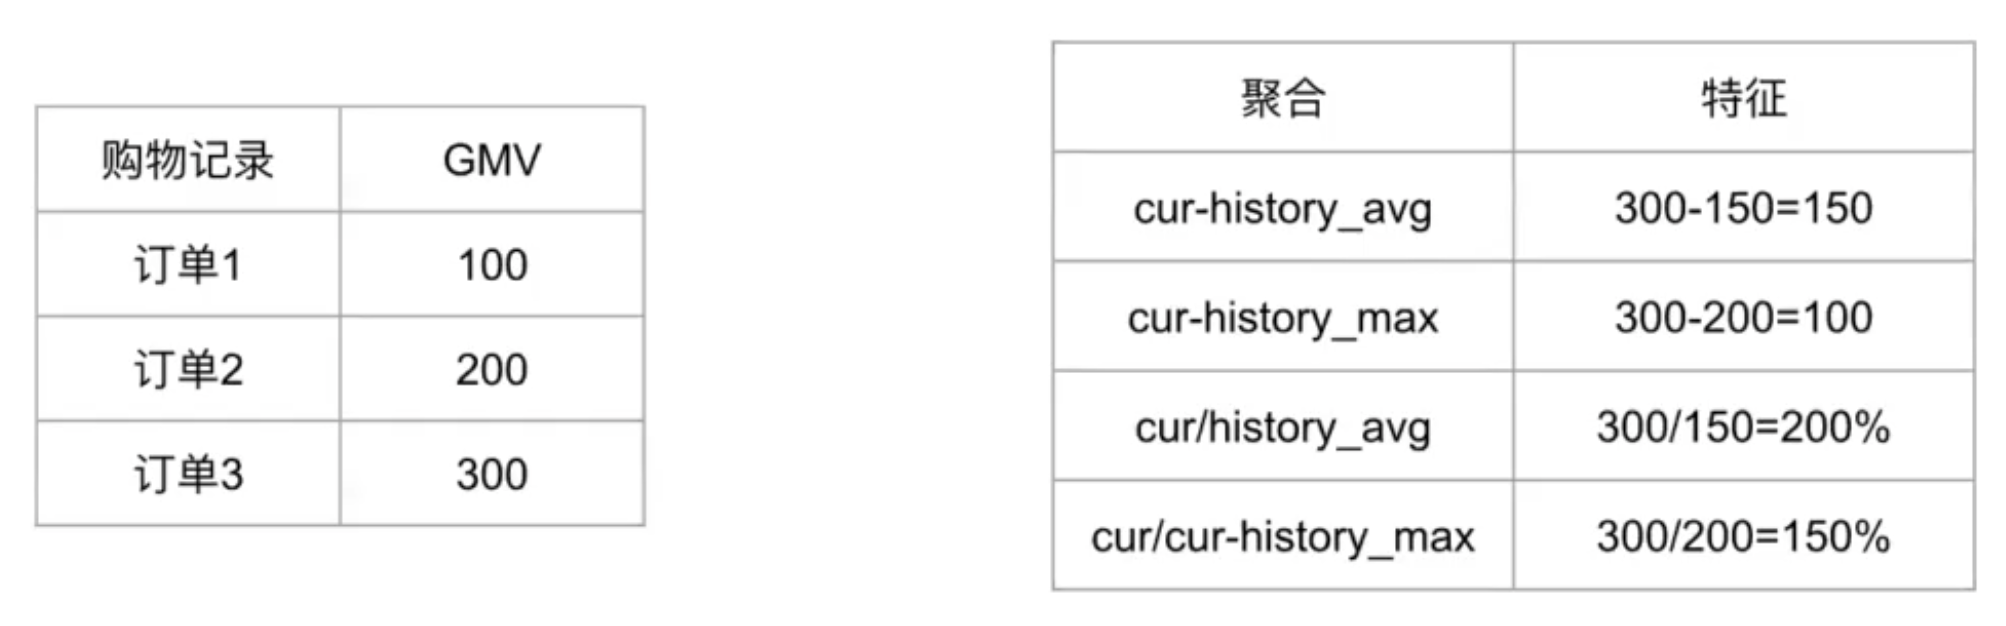 购物记录 GMV
订单1 100
订单2 200
订单3 300
聚合 特征
cur-history_avg 300-150=150
cur-history_max 300-200=100
cur/history_avg 300/150=200%
cur/cur-history_max 300/200=150%